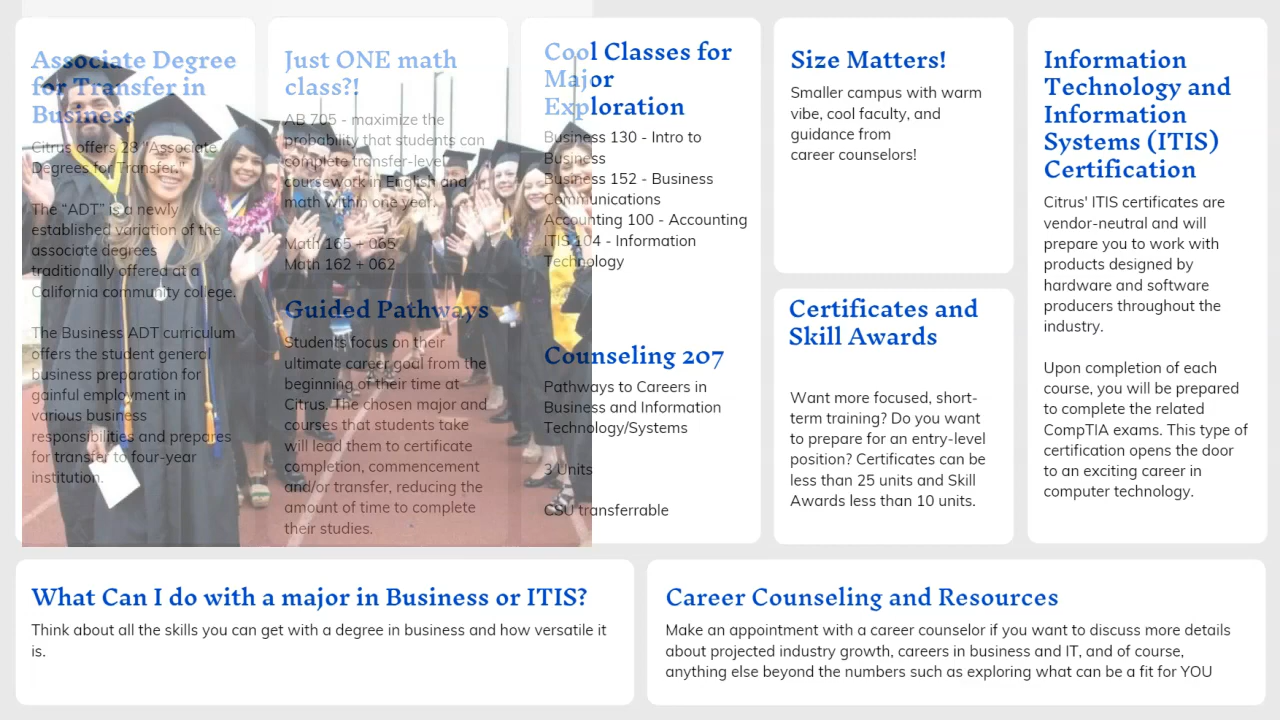 Associate Degree
for Transfer in
Business
Citrus offers 28 "Associate
Degrees for Transfer."
The “ADT” is a newly
established variation of the
associate degrees
traditionally offered at a
California community college.
The Business ADT curriculum
offers the student general
business preparation for
gainful employment in
various business
responsibilities and prepares
for transfer to four-year
institution.
Just ONE math
class?!
AB 705 - maximize the
probability that students can
complete transfer-level
coursework in English and
math within one year.
Math 165 + 065
Math 162 + 062
Guided Pathways
Students focus on their
ultimate career goal from the
beginning of their time at
Citrus. The chosen major and
courses that students take
will lead them to certificate
completion, commencement
and/or transfer, reducing the
amount of time to complete
their studies.
Cool Classes for
Major
Exploration
Business 130 - Intro to
Business
Business 152 - Business
Communications
Accounting 100 - Accounting
ITIS 104 - Information
Technology
Counseling 207
Pathways to Careers in
Business and Information
Technology/Systems
3 Units
CSU transferrable
Size Matters!
Smaller campus with warm
vibe, cool faculty, and
guidance from
career counselors!
Certificates and
Skill Awards
Want more focused, short-
term training? Do you want
to prepare for an entry-level
position? Certificates can be
less than 25 units and Skill
Awards less than 10 units.
Information
Technology and
Information
Systems (ITIS)
Certification
Citrus' ITIS certificates are
vendor-neutral and will
prepare you to work with
products designed by
hardware and software
producers throughout the
industry.
Upon completion of each
course, you will be prepared
to complete the related
CompTIA exams. This type of
certification opens the door
to an exciting career in
computer technology.
What Can I do with a major in Business or ITIS?
Think about all the skills you can get with a degree in business and how versatile it
is.
Career Counseling and Resources
Make an appointment with a career counselor if you want to discuss more details
about projected industry growth, careers in business and IT, and of course,
anything else beyond the numbers such as exploring what can be a fit for YOU